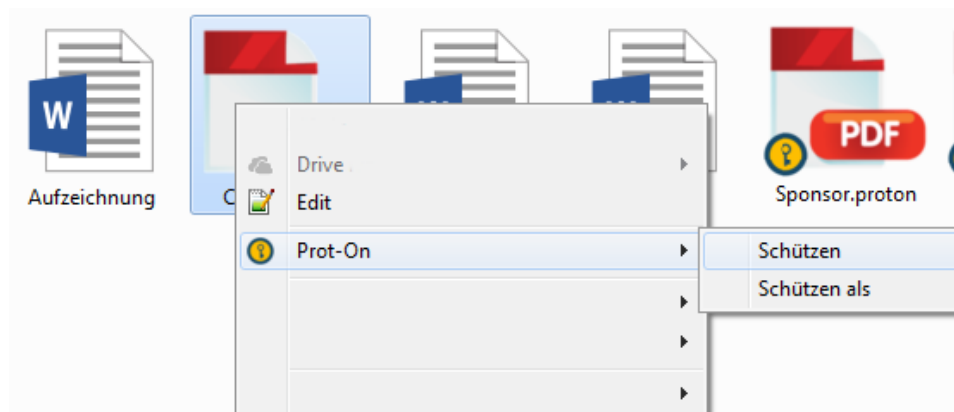 W
PDF
Aufzeichnung
C
Sponsor.proton
Drive
Edit
Prot-On
Schützen
Schützen als